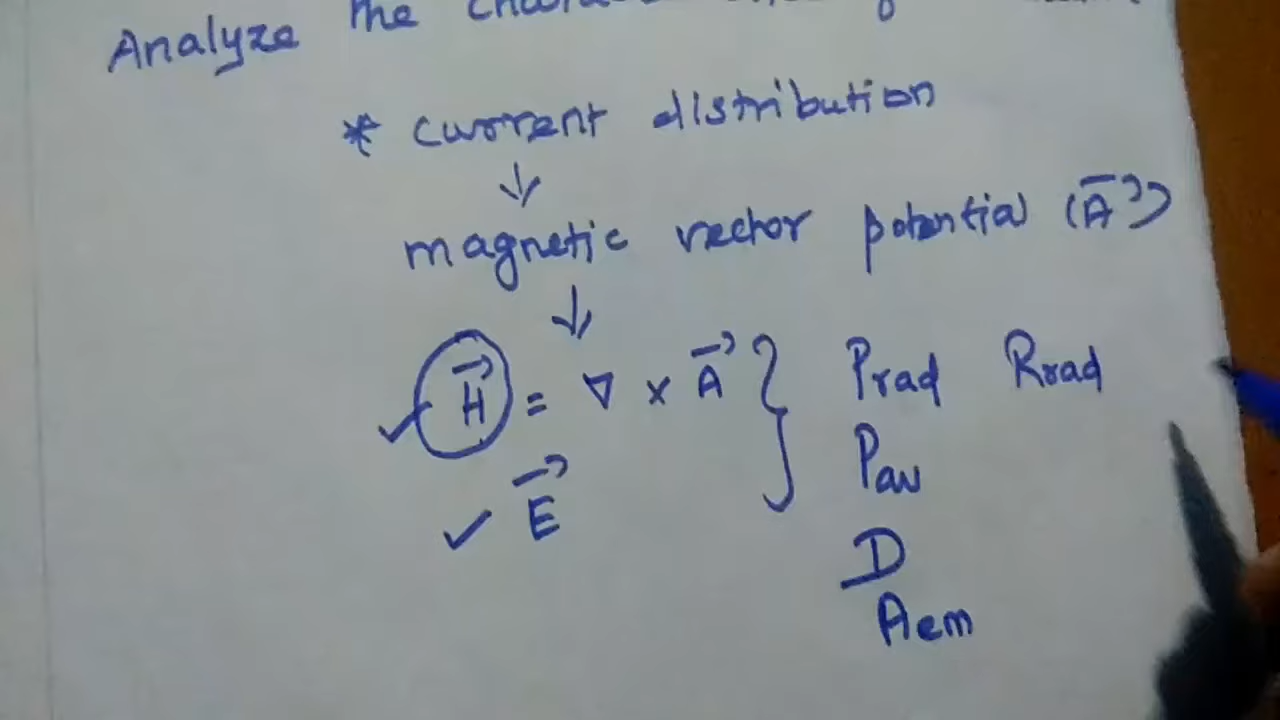 Analyze the
* current distribution
↓
magnetic vector potential (A⃗)
↓
✓ H⃗ = ∇ × A⃗ } Prad Rrad
✓ E⃗ Pav
D
Aem